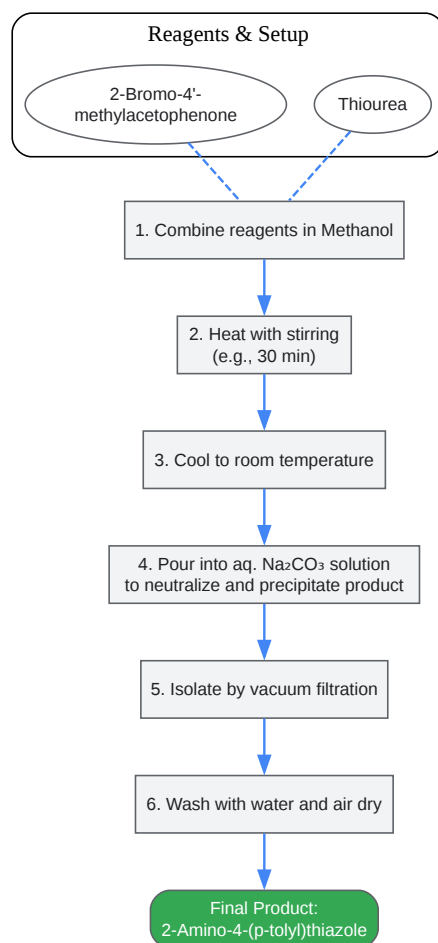 Reagents & Setup
2-Bromo-4'-
methylacetophenone
Thiourea
1. Combine reagents in Methanol
2. Heat with stirring
(e.g., 30 min)
3. Cool to room temperature
4. Pour into aq. Na₂CO₃ solution
to neutralize and precipitate product
5. Isolate by vacuum filtration
6. Wash with water and air dry
Final Product:
2-Amino-4-(p-tolyl)thiazole